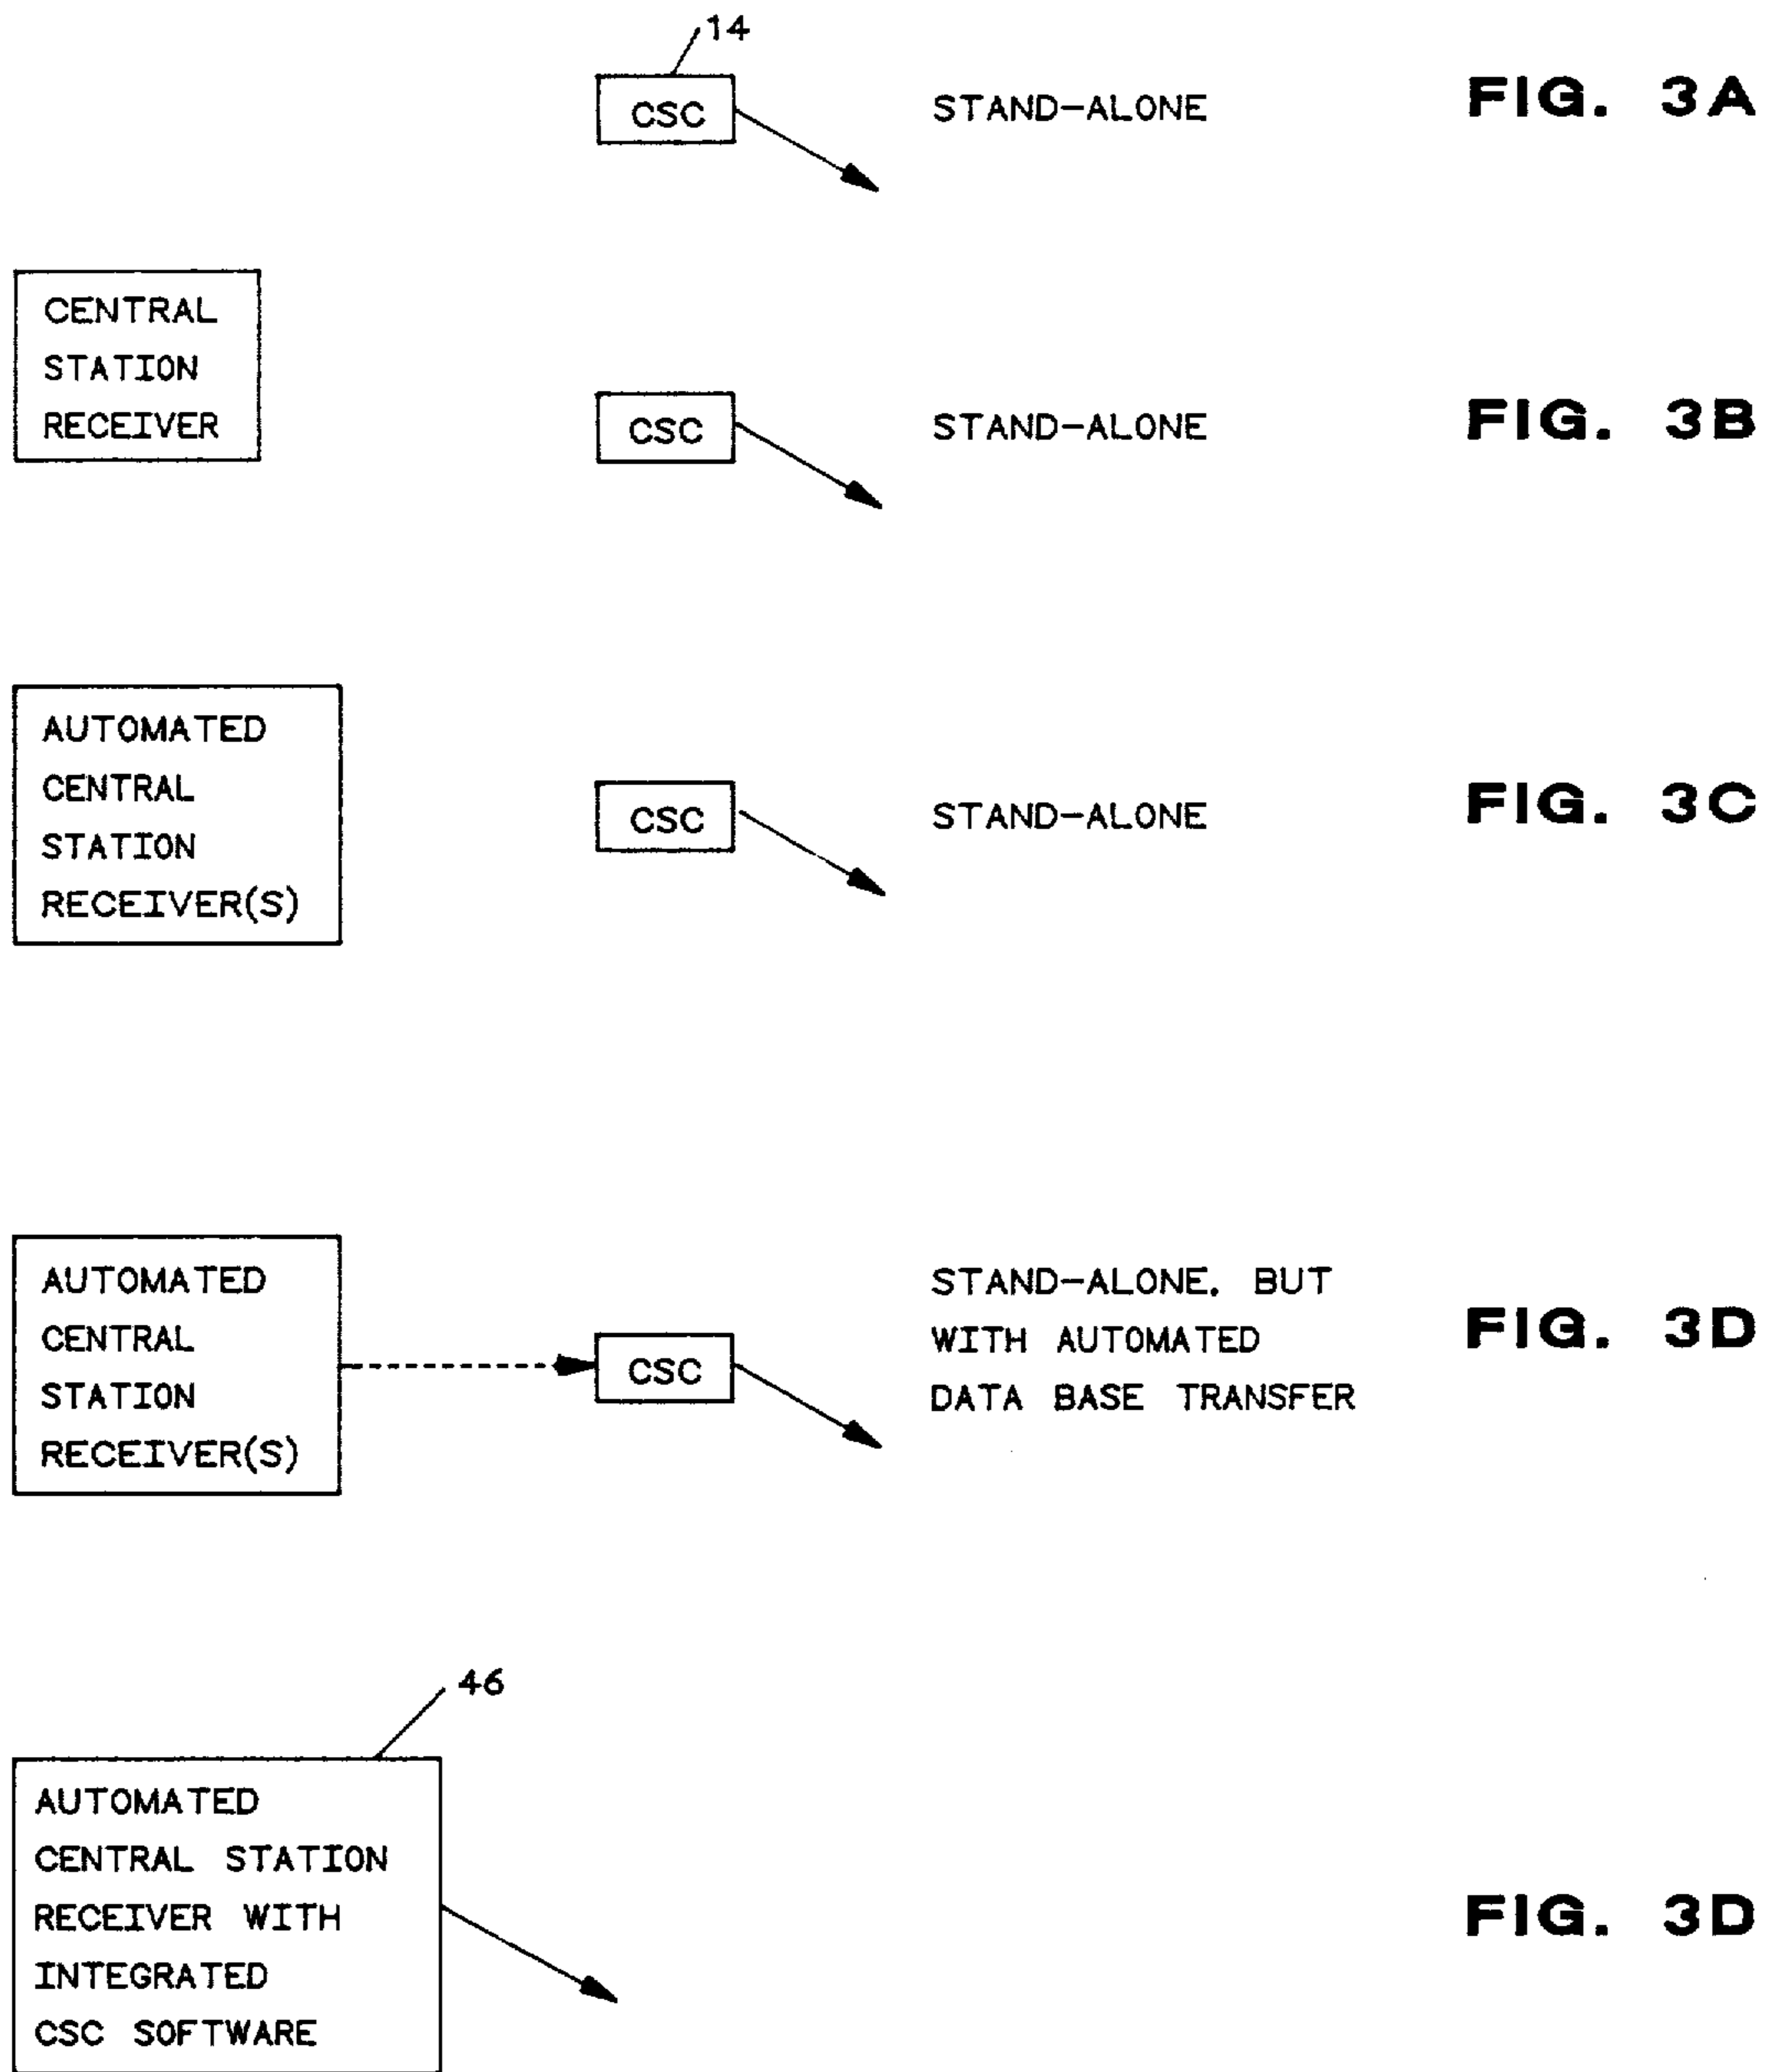 14
CSC
STAND-ALONE
FIG. 3A
CENTRAL
STATION
RECEIVER
CSC
STAND-ALONE
FIG. 3B
AUTOMATED
CENTRAL
STATION
RECEIVER(S)
CSC
STAND-ALONE
FIG. 3C
AUTOMATED
CENTRAL
STATION
RECEIVER(S)
CSC
STAND-ALONE. BUT
WITH AUTOMATED
DATA BASE TRANSFER
FIG. 3D
46
AUTOMATED
CENTRAL STATION
RECEIVER WITH
INTEGRATED
CSC SOFTWARE
FIG. 3D